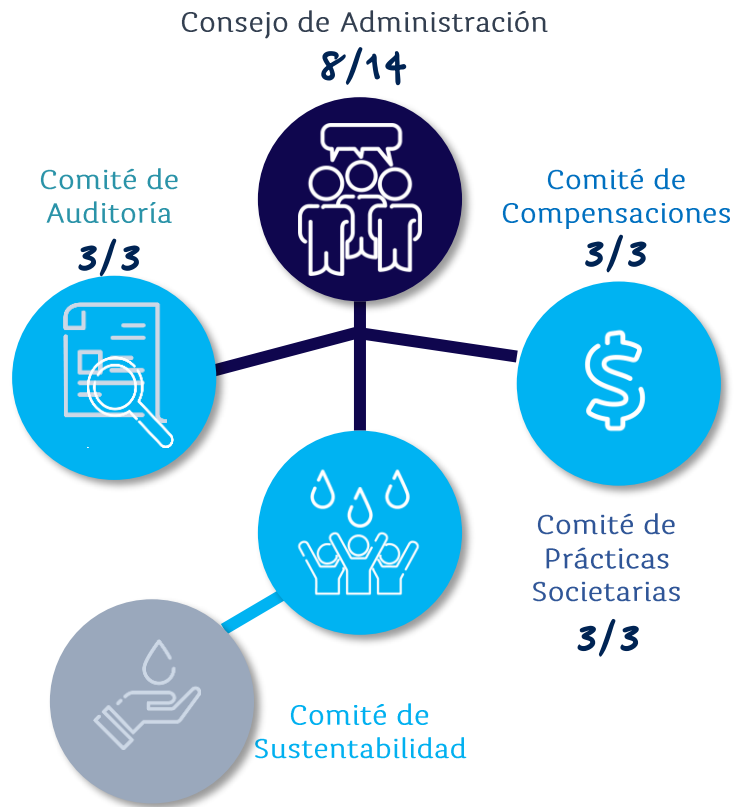 Consejo de Administración
8/14
Comité de
Auditoría
3/3
Comité de
Compensaciones
3/3
Comité de
Prácticas
Societarias
3/3
Comité de
Sustentabilidad